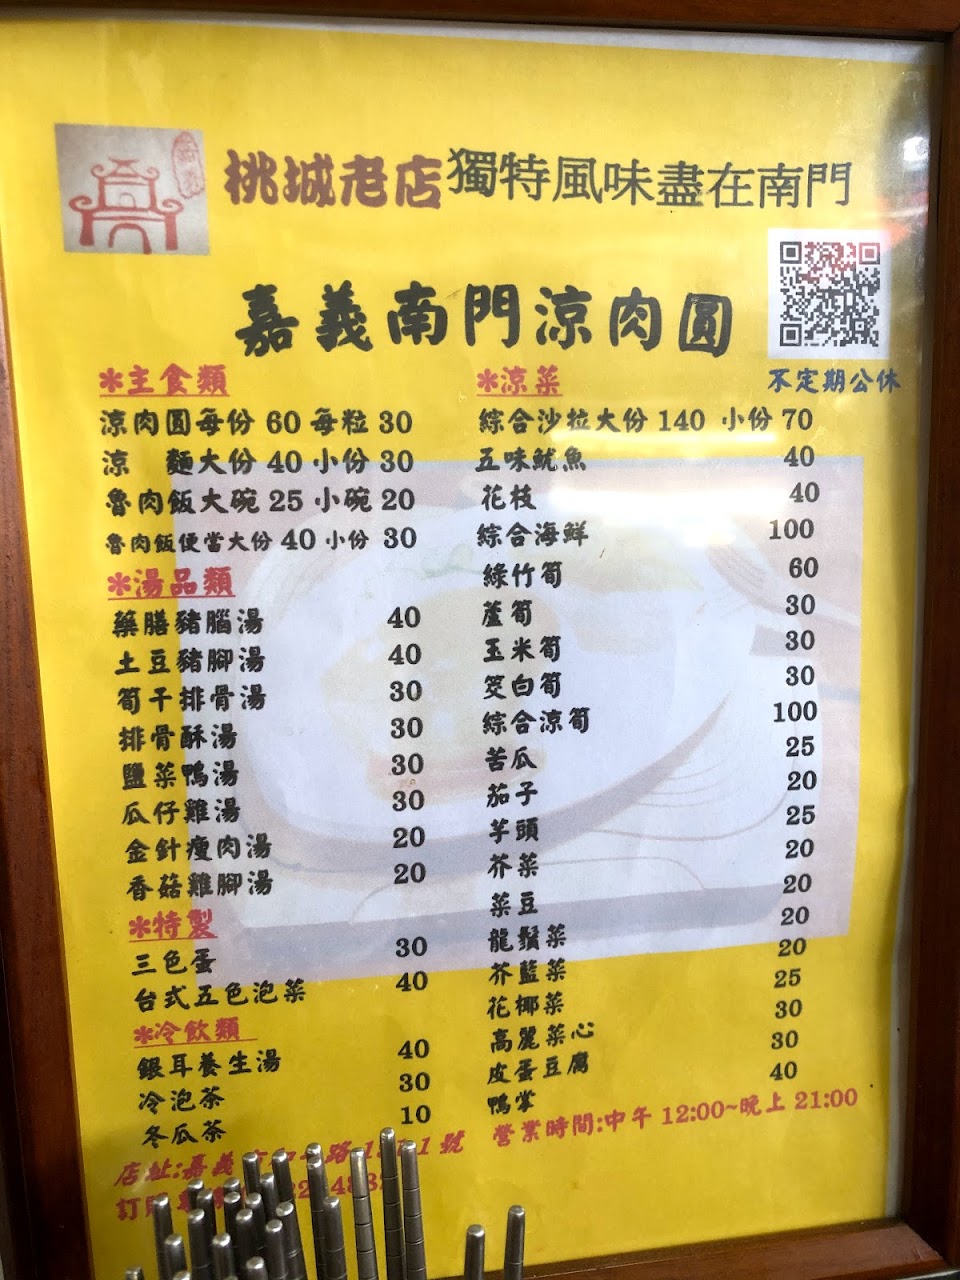 桃城老店獨特風味盡在南門
嘉義南門涼肉圓
不定期公休
*主食類
涼肉圓每份 60 每粒 30
涼 麵大份 40 小份 30
魯肉飯大碗 25 小碗 20
魯肉飯便當大份 40 小份 30
*湯品類
藥膳豬腦湯 40
土豆豬腳湯 40
筍干排骨湯 30
排骨酥湯 30
鹽菜鴨湯 30
瓜仔雞湯 30
金針瘦肉湯 20
香菇雞腳湯 20
*特製
三色蛋 30
台式五色泡菜 40
*冷飲類
銀耳養生湯 40
冷泡茶 30
冬瓜茶 10
*涼菜
綜合沙拉大份 140 小份 70
五味魷魚 40
花枝 40
綜合海鮮 100
綠竹筍 60
蘆筍 30
玉米筍 30
筊白筍 30
綜合涼筍 100
苦瓜 25
茄子 20
芋頭 25
芥菜 20
菜豆 20
龍鬚菜 20
芥藍菜 20
花椰菜 25
高麗菜心 30
皮蛋豆腐 30
鴨掌 40
店址:嘉義 路 號
營業時間:中午 12:00~晚上 21:00
訂